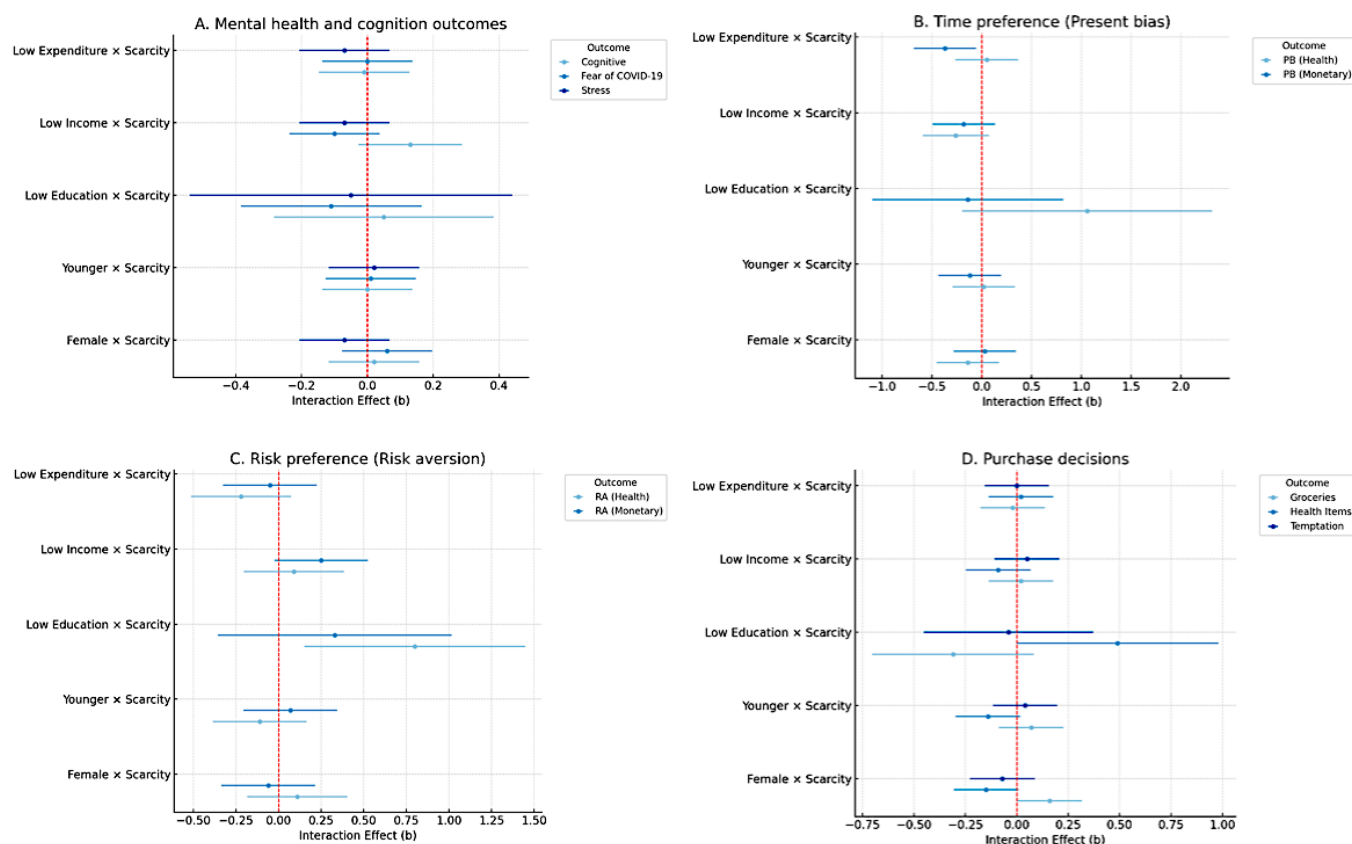 A. Mental health and cognition outcomes
Low Expenditure × Scarcity
Low Income × Scarcity
Low Education × Scarcity
Younger × Scarcity
Female × Scarcity
−0.4
−0.2
0.0
0.2
0.4
Interaction Effect (b)
Outcome
Cognitive
Fear of COVID-19
Stress
B. Time preference (Present bias)
Low Expenditure × Scarcity
Low Income × Scarcity
Low Education × Scarcity
Younger × Scarcity
Female × Scarcity
−1.0
−0.5
0.0
0.5
1.0
1.5
2.0
Interaction Effect (b)
Outcome
PB (Health)
PB (Monetary)
C. Risk preference (Risk aversion)
Low Expenditure × Scarcity
Low Income × Scarcity
Low Education × Scarcity
Younger × Scarcity
Female × Scarcity
−0.50
−0.25
0.00
0.25
0.50
0.75
1.00
1.25
1.50
Interaction Effect (b)
Outcome
RA (Health)
RA (Monetary)
D. Purchase decisions
Low Expenditure × Scarcity
Low Income × Scarcity
Low Education × Scarcity
Younger × Scarcity
Female × Scarcity
−0.75
−0.50
−0.25
0.00
0.25
0.50
0.75
1.00
Interaction Effect (b)
Outcome
Groceries
Health Items
Temptation